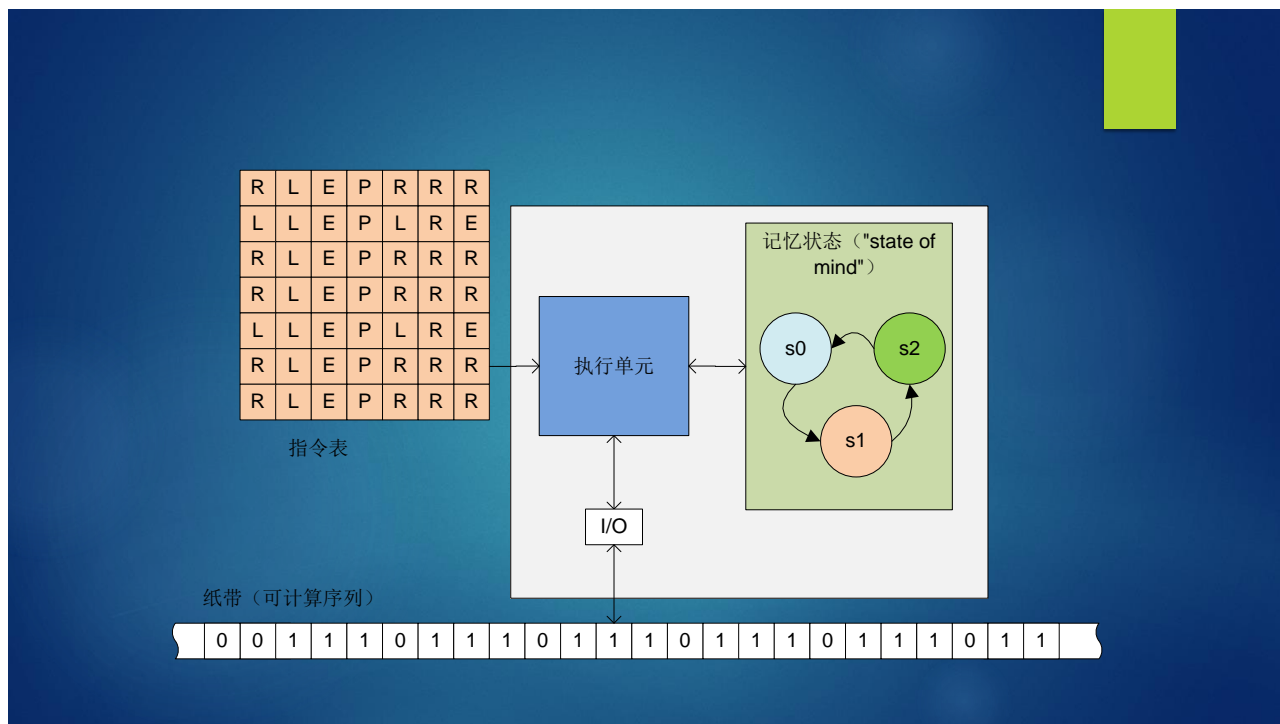 R L E P R R R
L L E P L R E
R L E P R R R
R L E P R R R
L L E P L R E
R L E P R R R
R L E P R R R
指令表
执行单元
记忆状态（"state of
mind"）
s0
s2
s1
I/O
纸带（可计算序列）
0 0 1 1 1 0 1 1 1 0 1 1 1 0 1 1 1 0 1 1 1 0 1 1